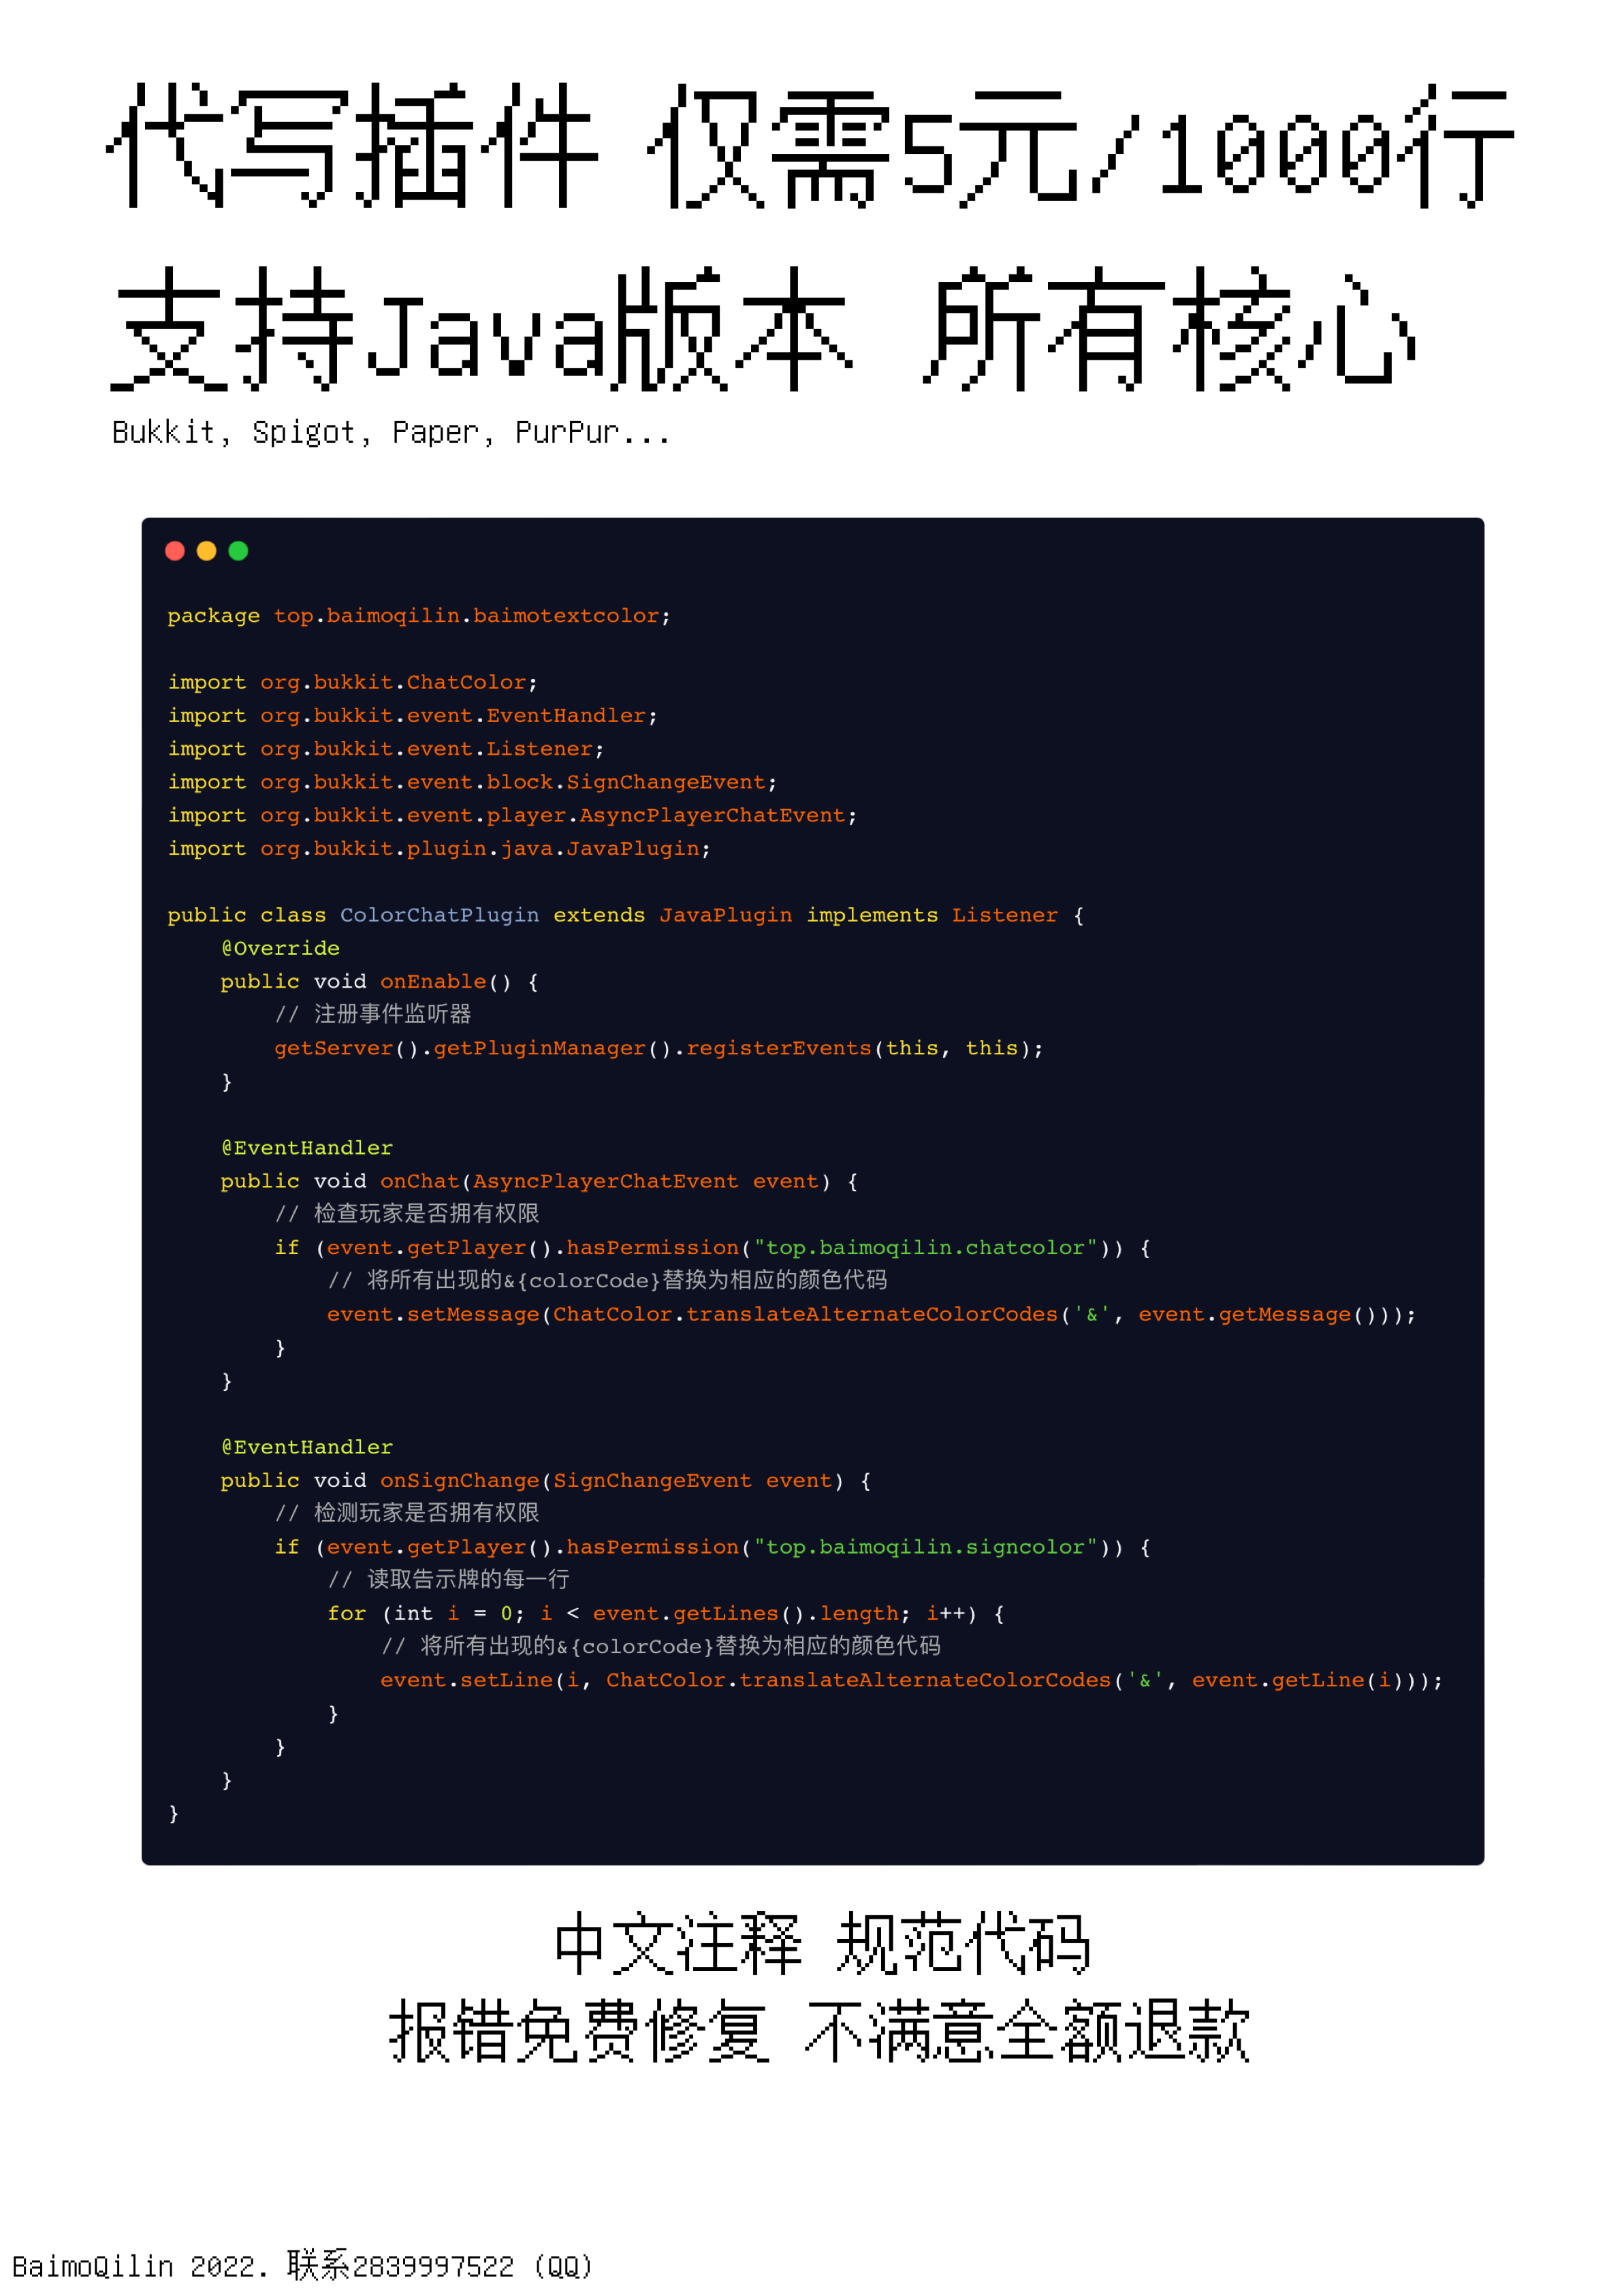 代写插件 仅需5元/1000行
支持Java版本 所有核心
Bukkit, Spigot, Paper, PurPur...
package top.baimoqilin.baimotextcolor;
import org.bukkit.ChatColor;
import org.bukkit.event.EventHandler;
import org.bukkit.event.Listener;
import org.bukkit.event.block.SignChangeEvent;
import org.bukkit.event.player.AsyncPlayerChatEvent;
import org.bukkit.plugin.java.JavaPlugin;
public class ColorChatPlugin extends JavaPlugin implements Listener {
@Override
public void onEnable() {
// 注册事件监听器
getServer().getPluginManager().registerEvents(this, this);
}
@EventHandler
public void onChat(AsyncPlayerChatEvent event) {
// 检查玩家是否拥有权限
if (event.getPlayer().hasPermission("top.baimoqilin.chatcolor")) {
// 将所有出现的&{colorCode}替换为相应的颜色代码
event.setMessage(ChatColor.translateAlternateColorCodes('&', event.getMessage()));
}
}
@EventHandler
public void onSignChange(SignChangeEvent event) {
// 检测玩家是否拥有权限
if (event.getPlayer().hasPermission("top.baimoqilin.signcolor")) {
// 读取告示牌的每一行
for (int i = 0; i < event.getLines().length; i++) {
// 将所有出现的&{colorCode}替换为相应的颜色代码
event.setLine(i, ChatColor.translateAlternateColorCodes('&', event.getLine(i)));
}
}
}
}
中文注释 规范代码
报错免费修复 不满意全额退款
BaimoQilin 2022. 联系2839997522 (QQ)